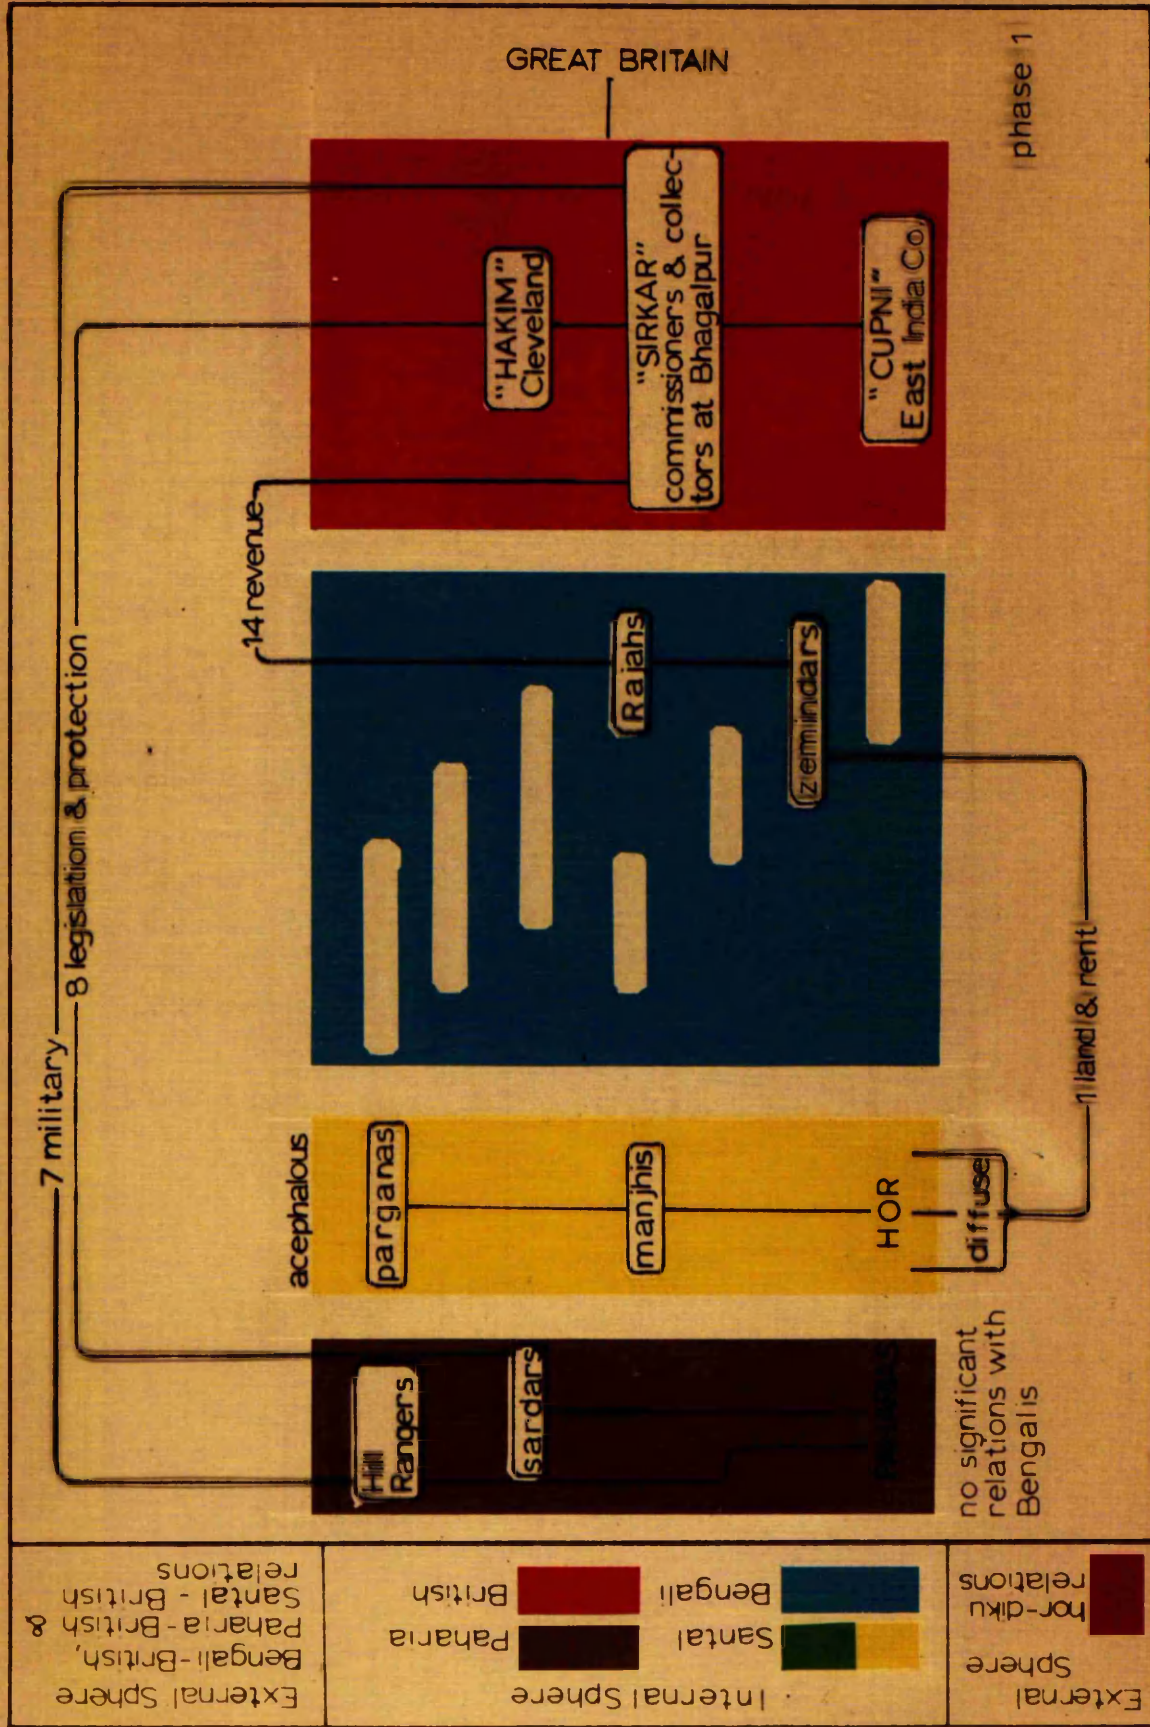 GREAT BRITAIN
phase 1
7 military
8 legislation & protection
14 revenue
"HAKIM"
Cleveland
"SIRKAR"
commissioners & collec-
tors at Bhagalpur
"CUPNI"
East India Co.
Rajahs
zemindars
acephalous
parganas
manjhis
HOR
diffuse
1 land & rent
Hill
Rangers
sardars
PAHARIAS
no significant
relations with
Bengalis
External Sphere
Bengali-British,
Paharia-British &
Santal - British
relations
Internal Sphere
Santal
Paharia
Bengali
British
External
Sphere
hor-diku
relations